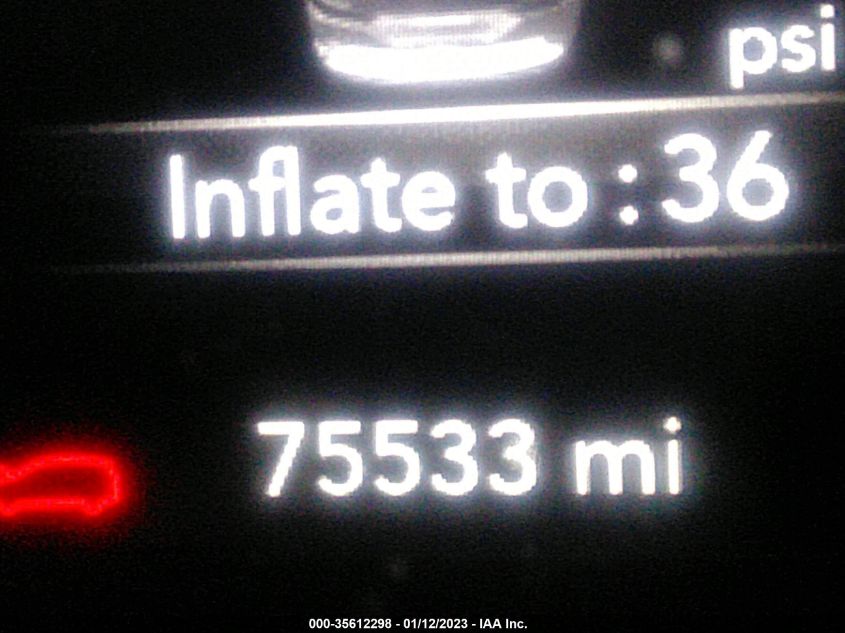 psi
Inflate to : 36
75533 mi
000-35612298 - 01/12/2023 - IAA Inc.